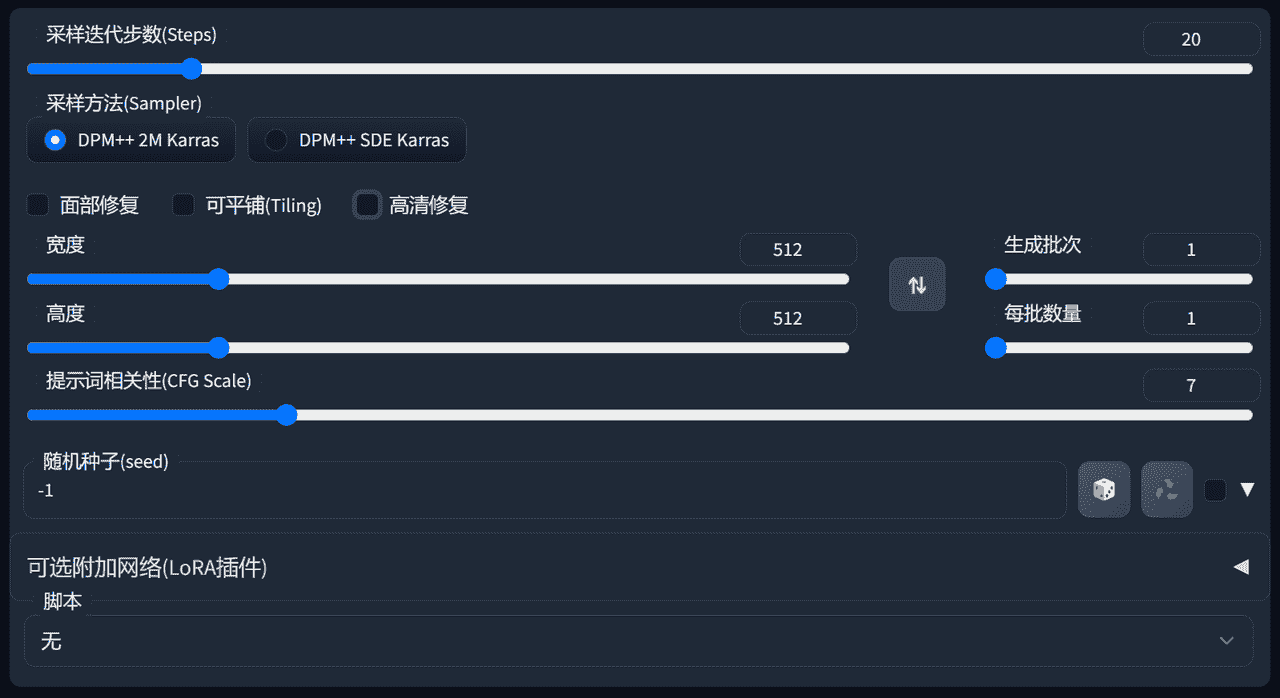 采样迭代步数(Steps)
20
采样方法(Sampler)
DPM++ 2M Karras
DPM++ SDE Karras
面部修复
可平铺(Tiling)
高清修复
宽度
512
生成批次
1
高度
512
每批数量
1
提示词相关性(CFG Scale)
7
随机种子(seed)
-1
可选附加网络(LoRA插件)
脚本
无